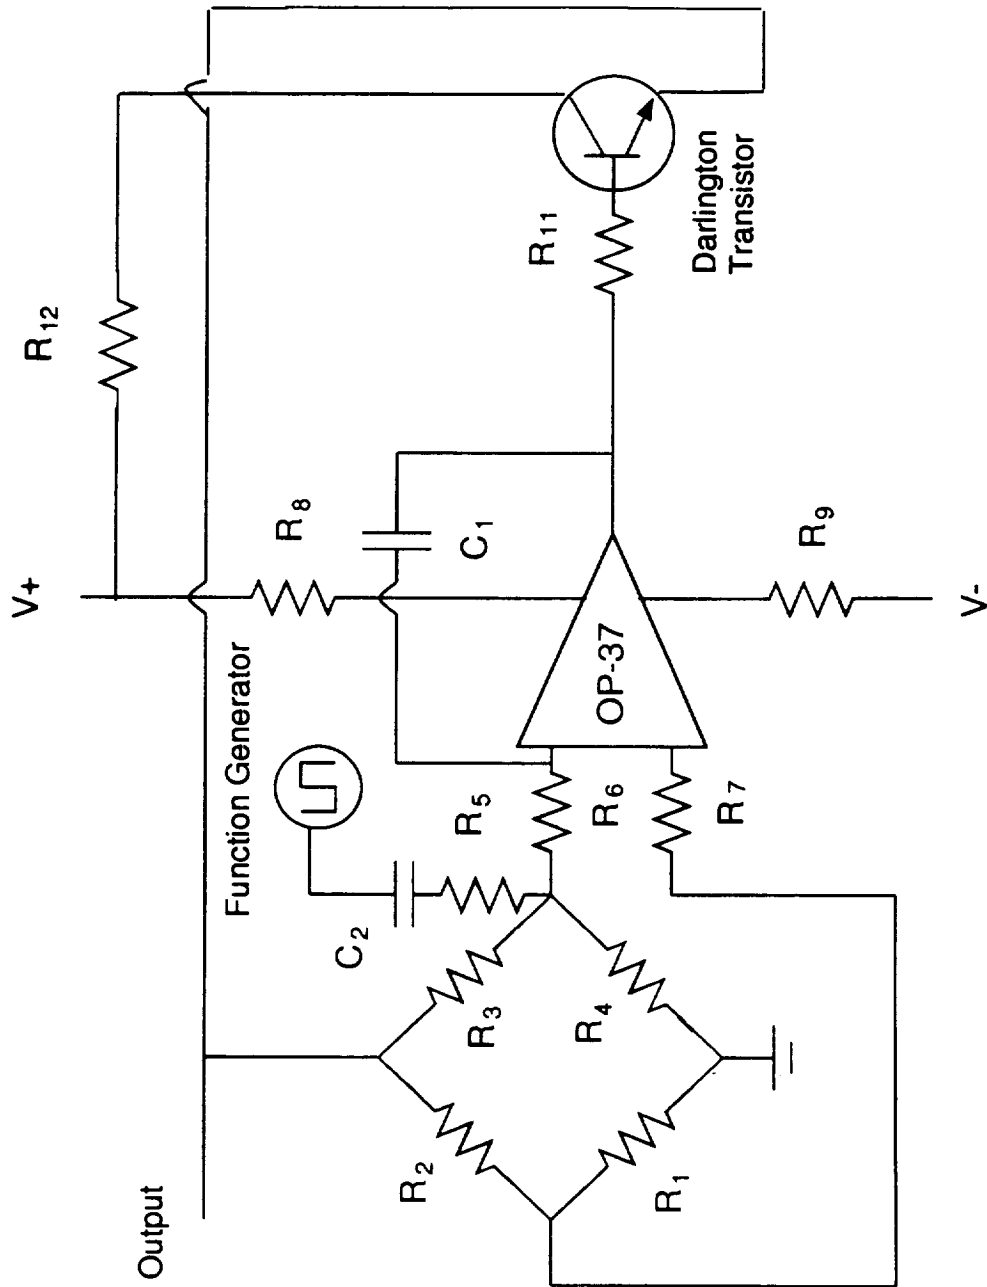 Output
V+
R12
Function Generator
R8
C1
C2
R5
R11
R3
R6
OP-37
R2
R4
R7
R9
R1
V-
Darlington
Transistor